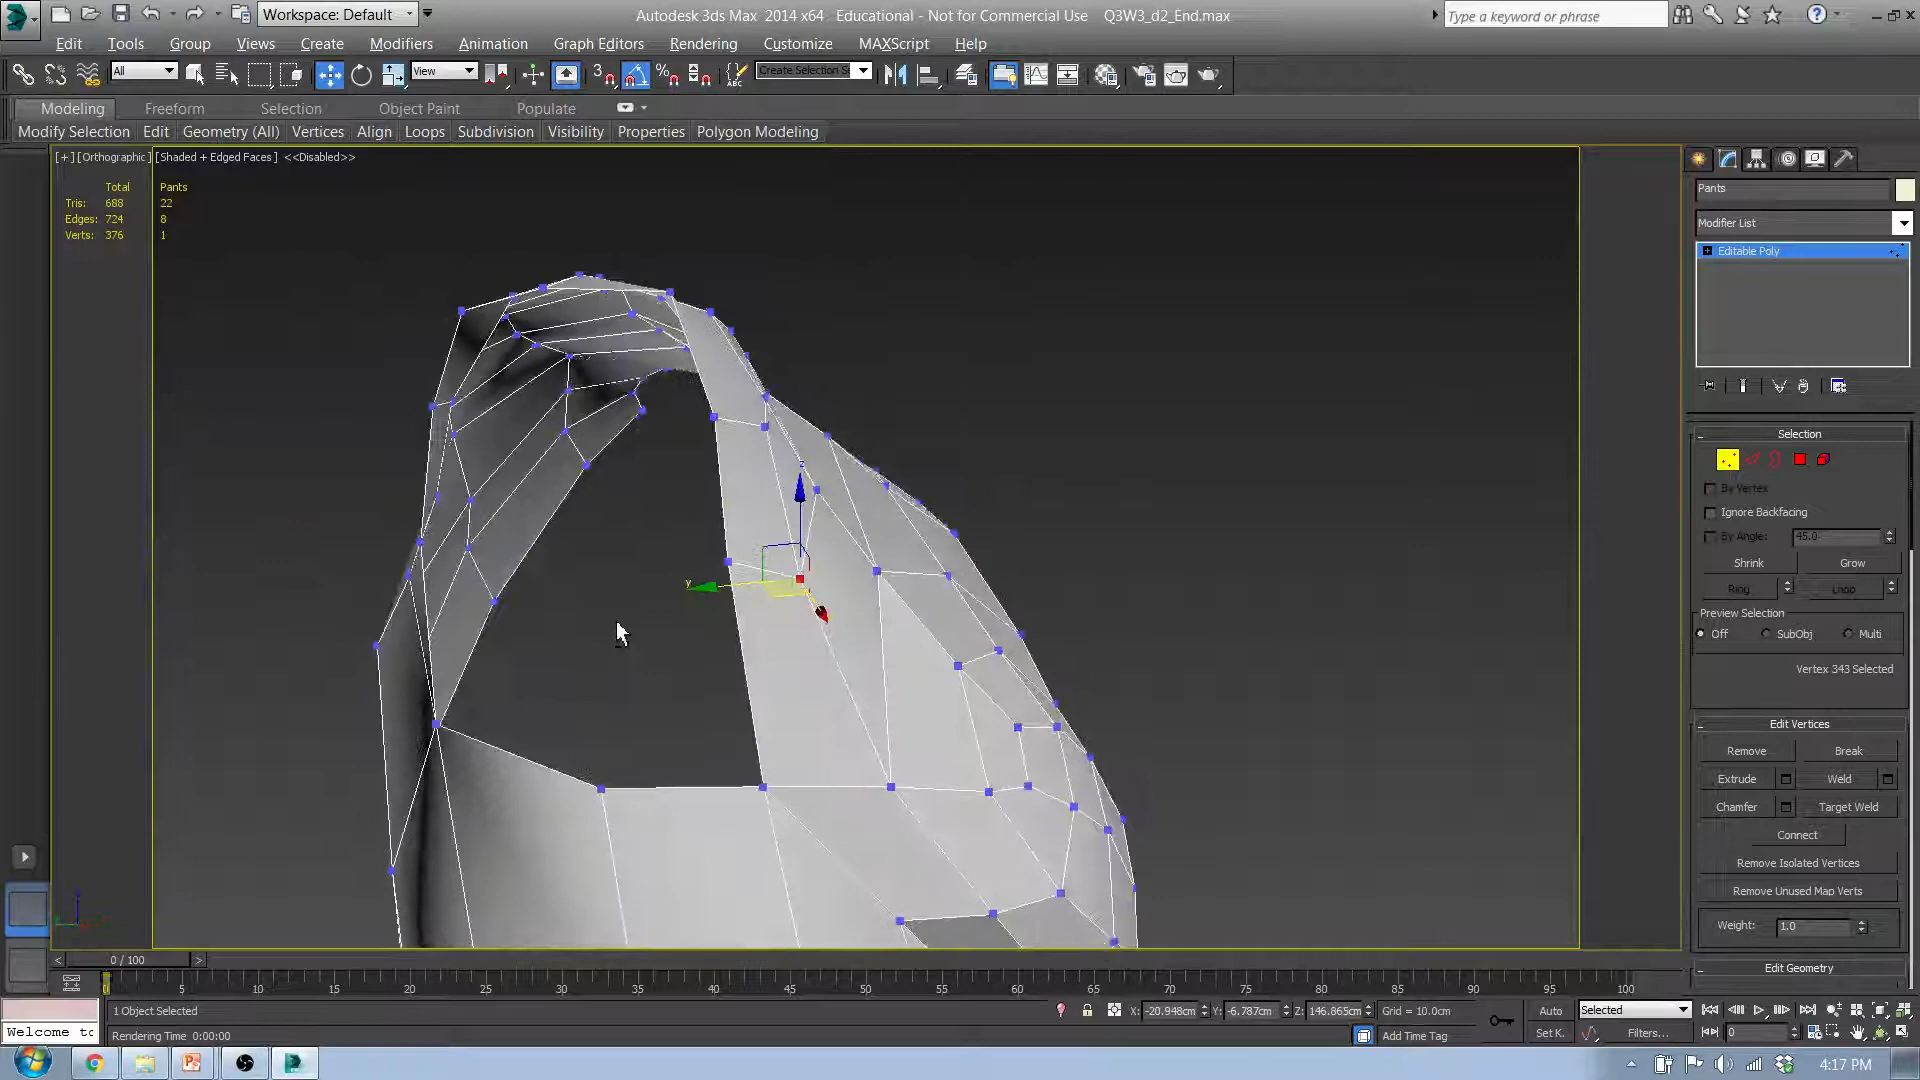 Workspace: Default
Autodesk 3ds Max 2014 x64 Educational - Not for Commercial Use Q3W3_d2_End.max
Type a keyword or phrase
Edit Tools Group Views Create Modifiers Animation Graph Editors Rendering Customize MAXScript Help
All View Create Selection S
Modeling Freeform Selection Object Paint Populate
Modify Selection Edit Geometry (All) Vertices Align Loops Subdivision Visibility Properties Polygon Modeling
[+] [Orthographic] [Shaded + Edged Faces] <<Disabled>>
Total Pants
Tris: 688 22
Edges: 724 8
Verts: 376 1
z
y
Pants
Modifier List
Editable Poly
Selection
By Vertex
Ignore Backfacing
By Angle: 45.0
Shrink Grow
Ring Loop
Preview Selection
Off SubObj Multi
Vertex 343 Selected
Edit Vertices
Remove Break
Extrude Weld
Chamfer Target Weld
Connect
Remove Isolated Vertices
Remove Unused Map Verts
Weight: 1.0
Edit Geometry
< 0 / 100 >
5 10 15 20 25 30 35 40 45 50 55 60 65 70 75 80 85 90 95 100
1 Object Selected X: -20.948cm Y: -6.787cm Z: 146.865cm Grid = 10.0cm Auto Selected
Welcome to Rendering Time 0:00:00 Add Time Tag Set K. Filters... 0
4:17 PM